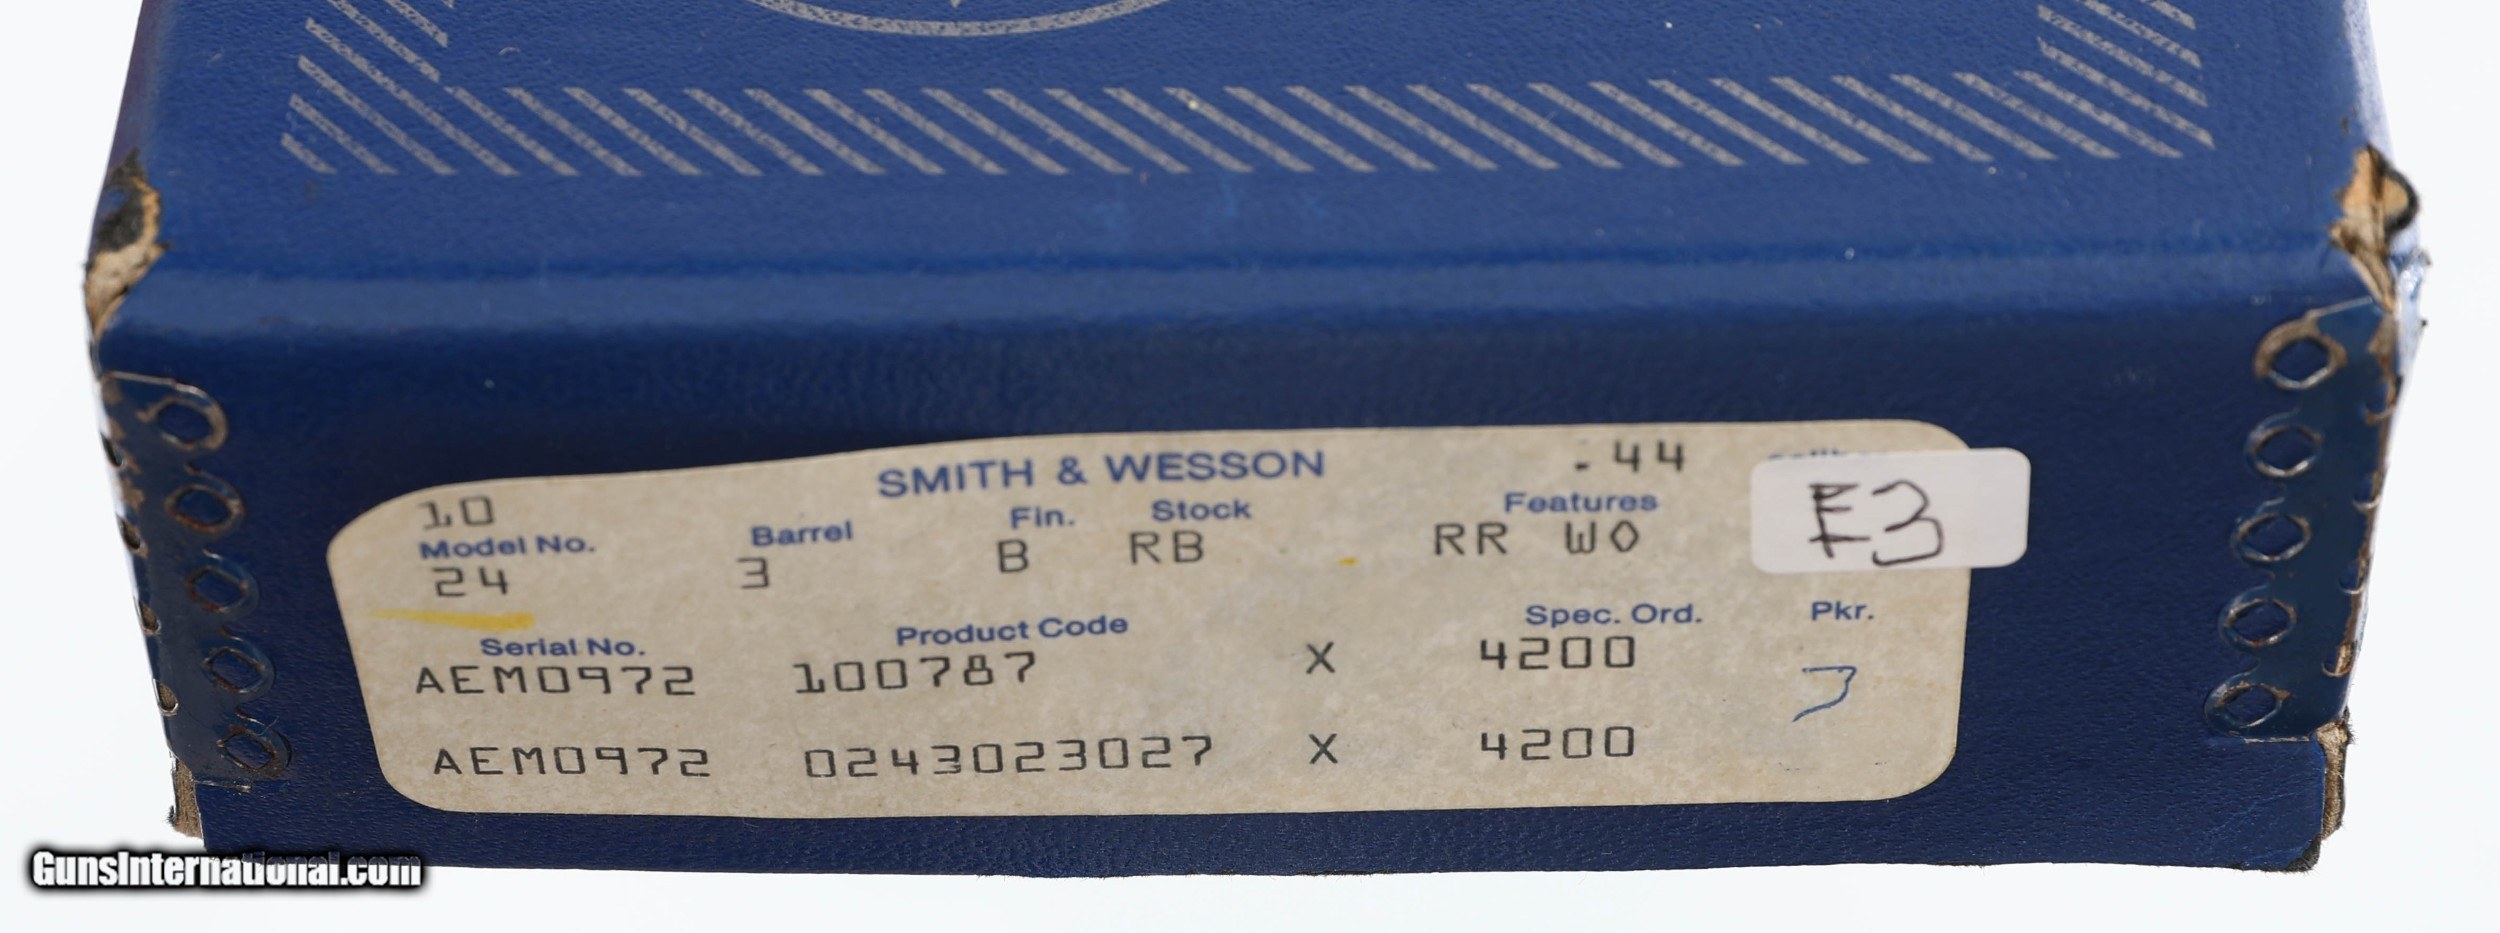 SMITH & WESSON .44
10
Model No. Barrel Fin. Stock Features
24 3 B RB RR WO
F3
Serial No. Product Code Spec. Ord. Pkr.
AEM0972 100787 X 4200
AEM0972 0243023027 X 4200
GunsInternational.com